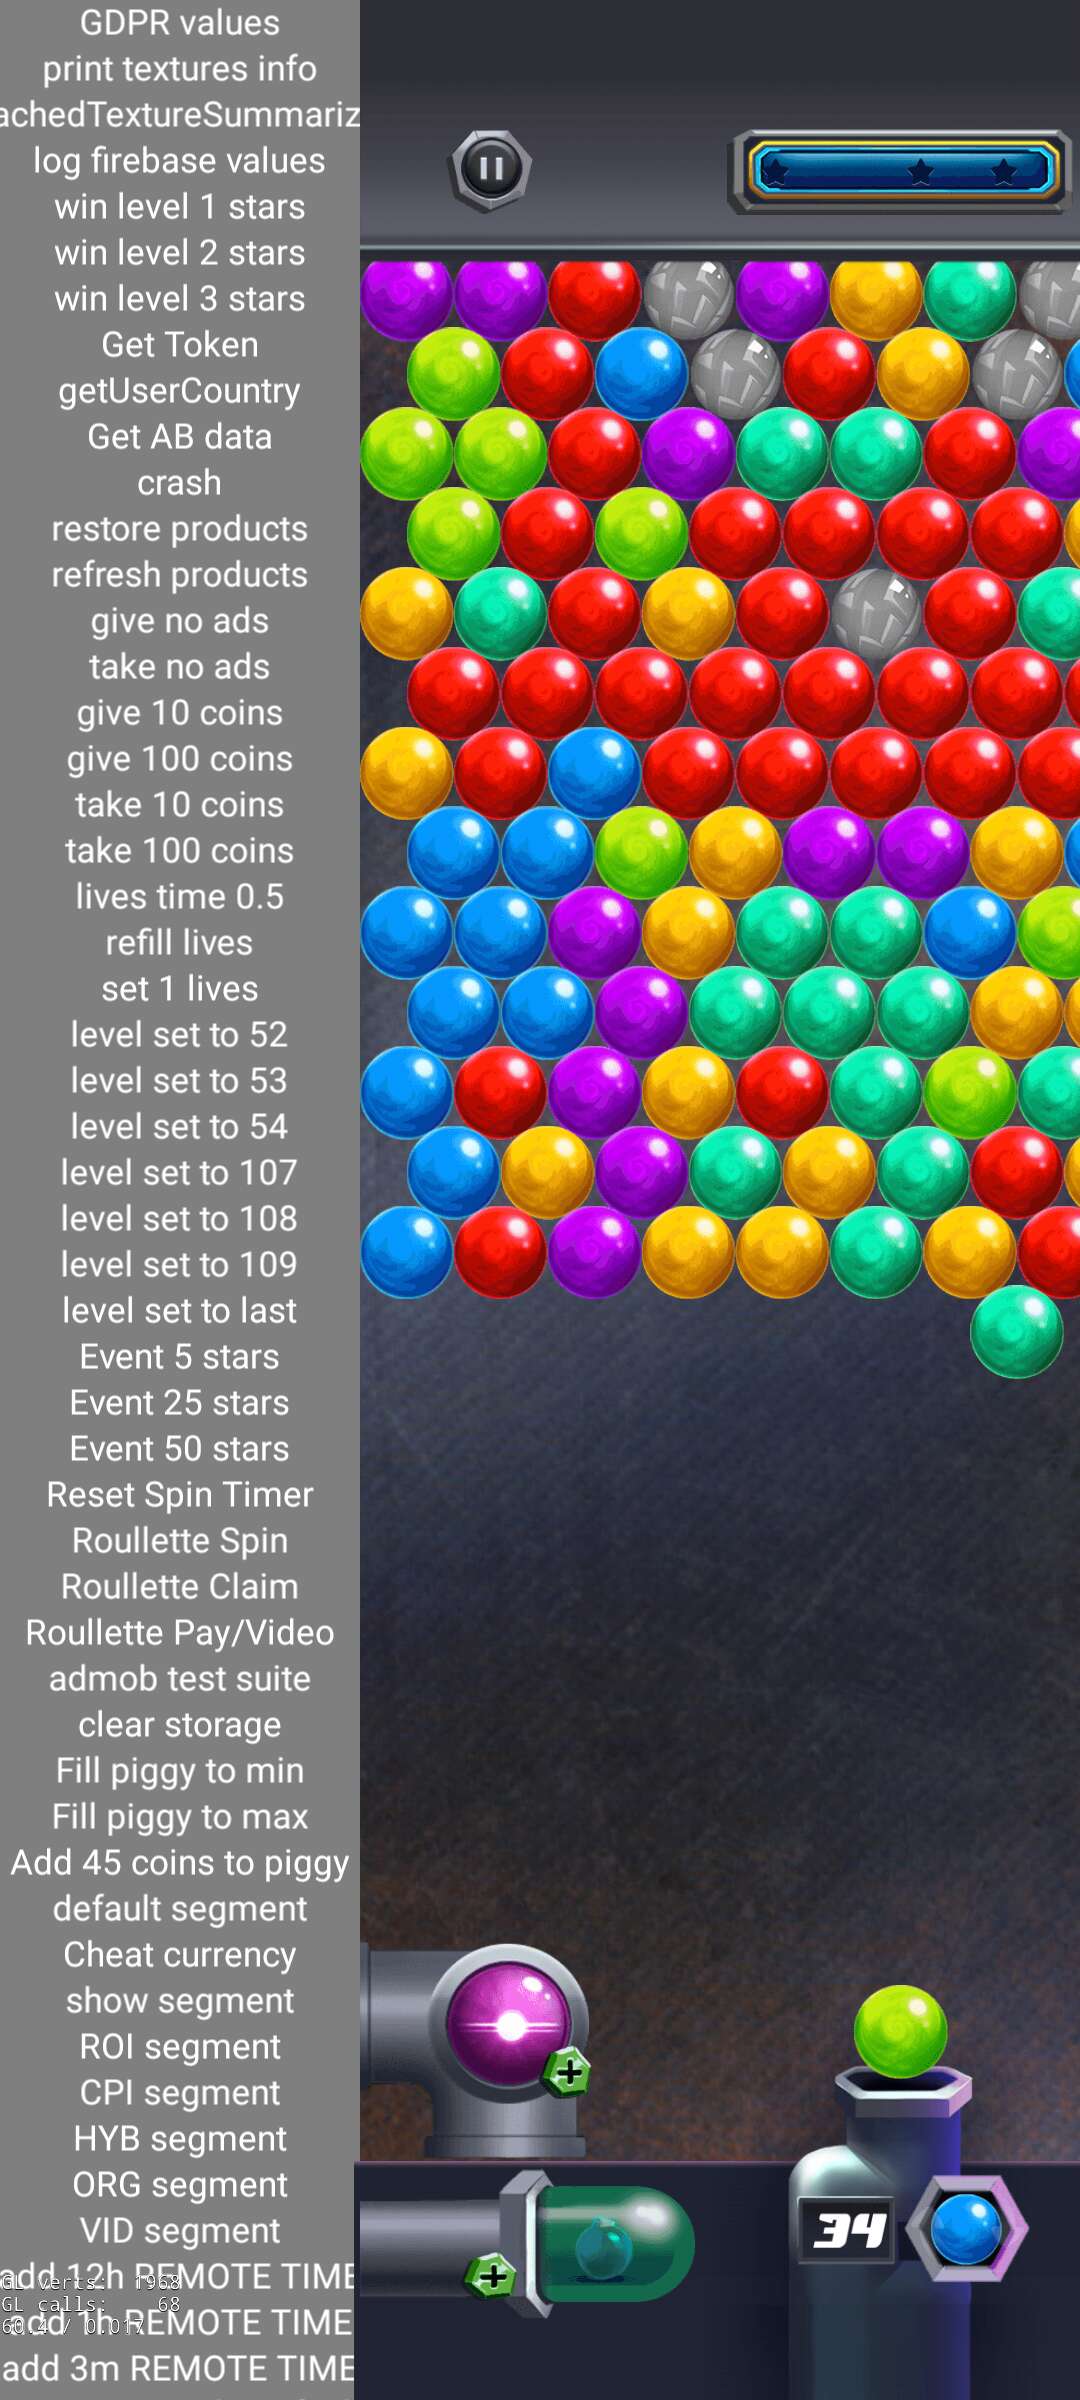 GDPR values
print textures info
achedTextureSummariz
log firebase values
win level 1 stars
win level 2 stars
win level 3 stars
Get Token
getUserCountry
Get AB data
crash
restore products
refresh products
give no ads
take no ads
give 10 coins
give 100 coins
take 10 coins
take 100 coins
lives time 0.5
refill lives
set 1 lives
level set to 52
level set to 53
level set to 54
level set to 107
level set to 108
level set to 109
level set to last
Event 5 stars
Event 25 stars
Event 50 stars
Reset Spin Timer
Roullette Spin
Roullette Claim
Roullette Pay/Video
admob test suite
clear storage
Fill piggy to min
Fill piggy to max
Add 45 coins to piggy
default segment
Cheat currency
show segment
ROI segment
CPI segment
HYB segment
ORG segment
VID segment
34
add 12h REMOTE TIME
GL verts: 1968
GL calls: 68
add 1h REMOTE TIME
60.4 / 0.017
add 3m REMOTE TIME